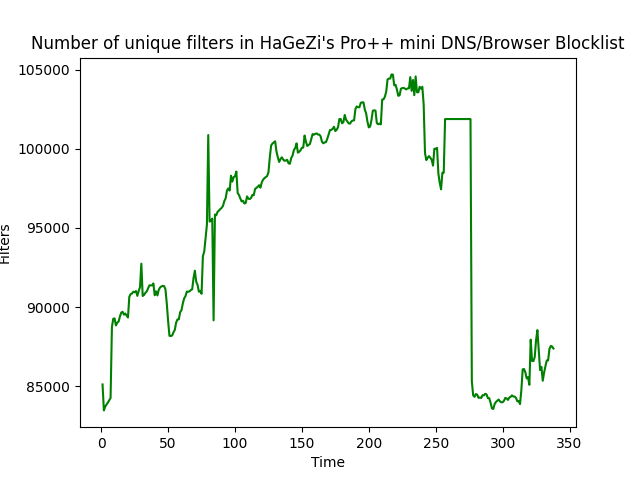 Number of unique filters in HaGeZi's Pro++ mini DNS/Browser Blocklist
105000
100000
95000
90000
85000
Filters
0 50 100 150 200 250 300 350
Time